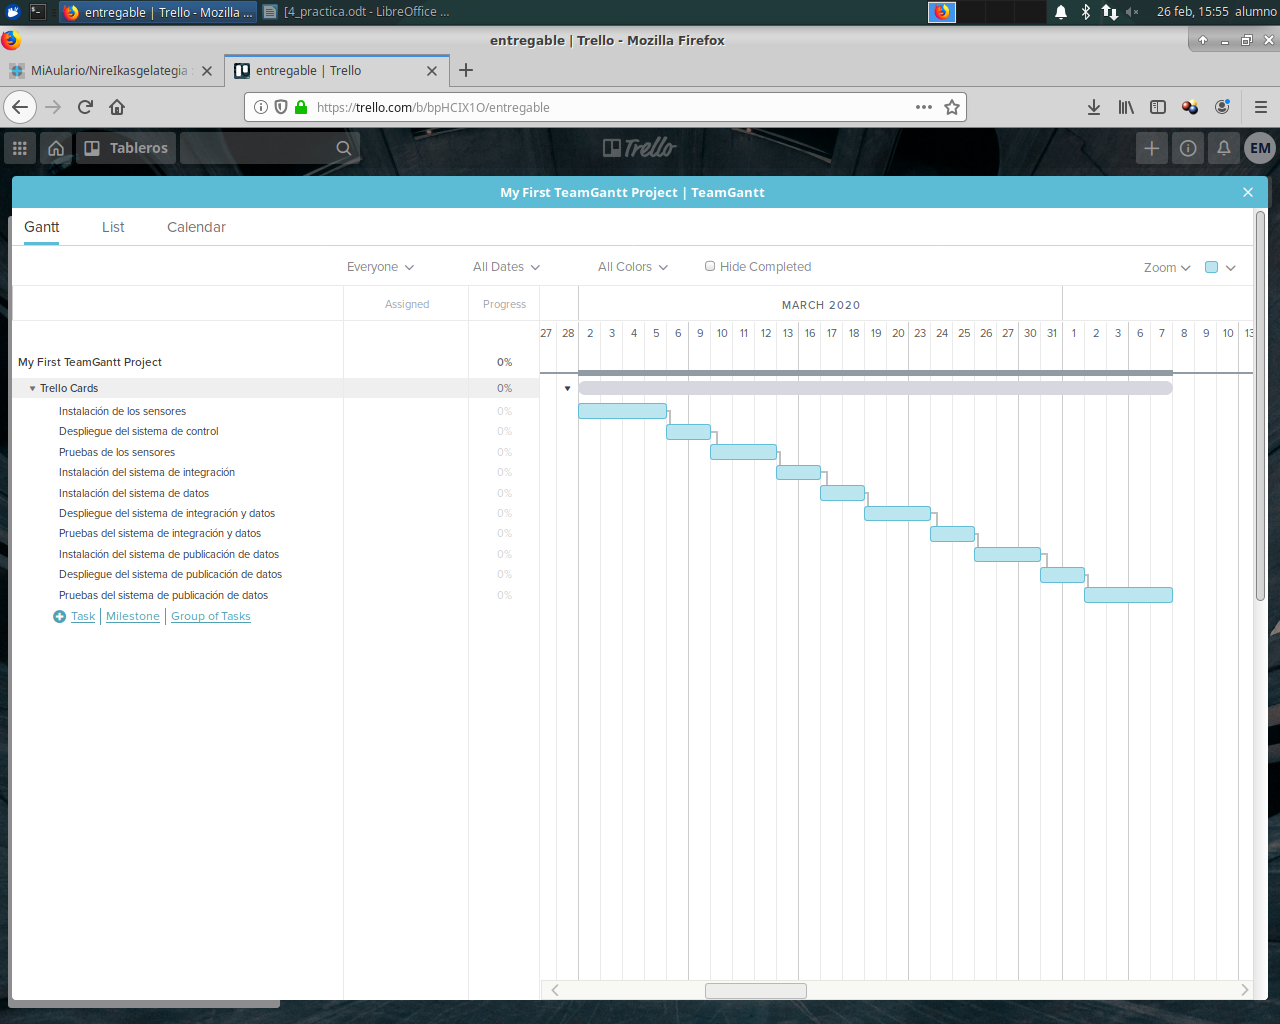 entregable | Trello - Mozilla ...
[4_practica.odt - LibreOffice ...
26 feb, 15:55 alumno
entregable | Trello - Mozilla Firefox
MiAulario/NireIkasgelategia :
entregable | Trello
https://trello.com/b/bpHCIX1O/entregable
Tableros
Trello
EM
My First TeamGantt Project | TeamGantt
Gantt
List
Calendar
Everyone
All Dates
All Colors
Hide Completed
Zoom
Assigned
Progress
MARCH 2020
27 28 2 3 4 5 6 9 10 11 12 13 16 17 18 19 20 23 24 25 26 27 30 31 1 2 3 6 7 8 9 10 13
My First TeamGantt Project 0%
Trello Cards 0%
Instalación de los sensores 0%
Despliegue del sistema de control 0%
Pruebas de los sensores 0%
Instalación del sistema de integración 0%
Instalación del sistema de datos 0%
Despliegue del sistema de integración y datos 0%
Pruebas del sistema de integración y datos 0%
Instalación del sistema de publicación de datos 0%
Despliegue del sistema de publicación de datos 0%
Pruebas del sistema de publicación de datos 0%
Task | Milestone | Group of Tasks